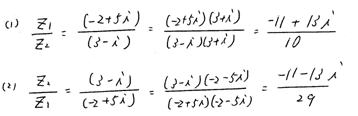 (1) Z₁/Z₂ = (-2+5i)/(3-i) = (-2+5i)(3+i)/(3-i)(3+i) = -11+13i/10
(2) Z₂/Z₁ = (3-i)/(-2+5i) = (3-i)(-2-5i)/(-2+5i)(-2-5i) = -11-13i/29